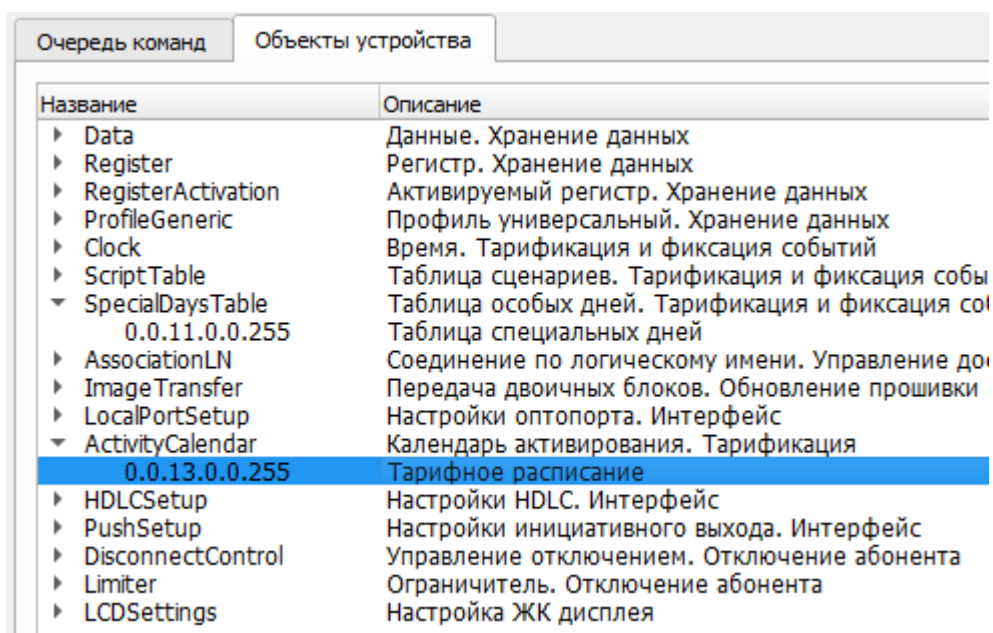 Очередь команд Объекты устройства
Название Описание
Data Данные. Хранение данных
Register Регистр. Хранение данных
RegisterActivation Активируемый регистр. Хранение данных
ProfileGeneric Профиль универсальный. Хранение данных
Clock Время. Тарификация и фиксация событий
ScriptTable Таблица сценариев. Тарификация и фиксация собы
SpecialDaysTable Таблица особых дней. Тарификация и фиксация со
0.0.11.0.0.255 Таблица специальных дней
AssociationLN Соединение по логическому имени. Управление до
ImageTransfer Передача двоичных блоков. Обновление прошивки
LocalPortSetup Настройки оптопорта. Интерфейс
ActivityCalendar Календарь активирования. Тарификация
0.0.13.0.0.255 Тарифное расписание
HDLCSetup Настройки HDLC. Интерфейс
PushSetup Настройки инициативного выхода. Интерфейс
DisconnectControl Управление отключением. Отключение абонента
Limiter Ограничитель. Отключение абонента
LCDSettings Настройка ЖК дисплея